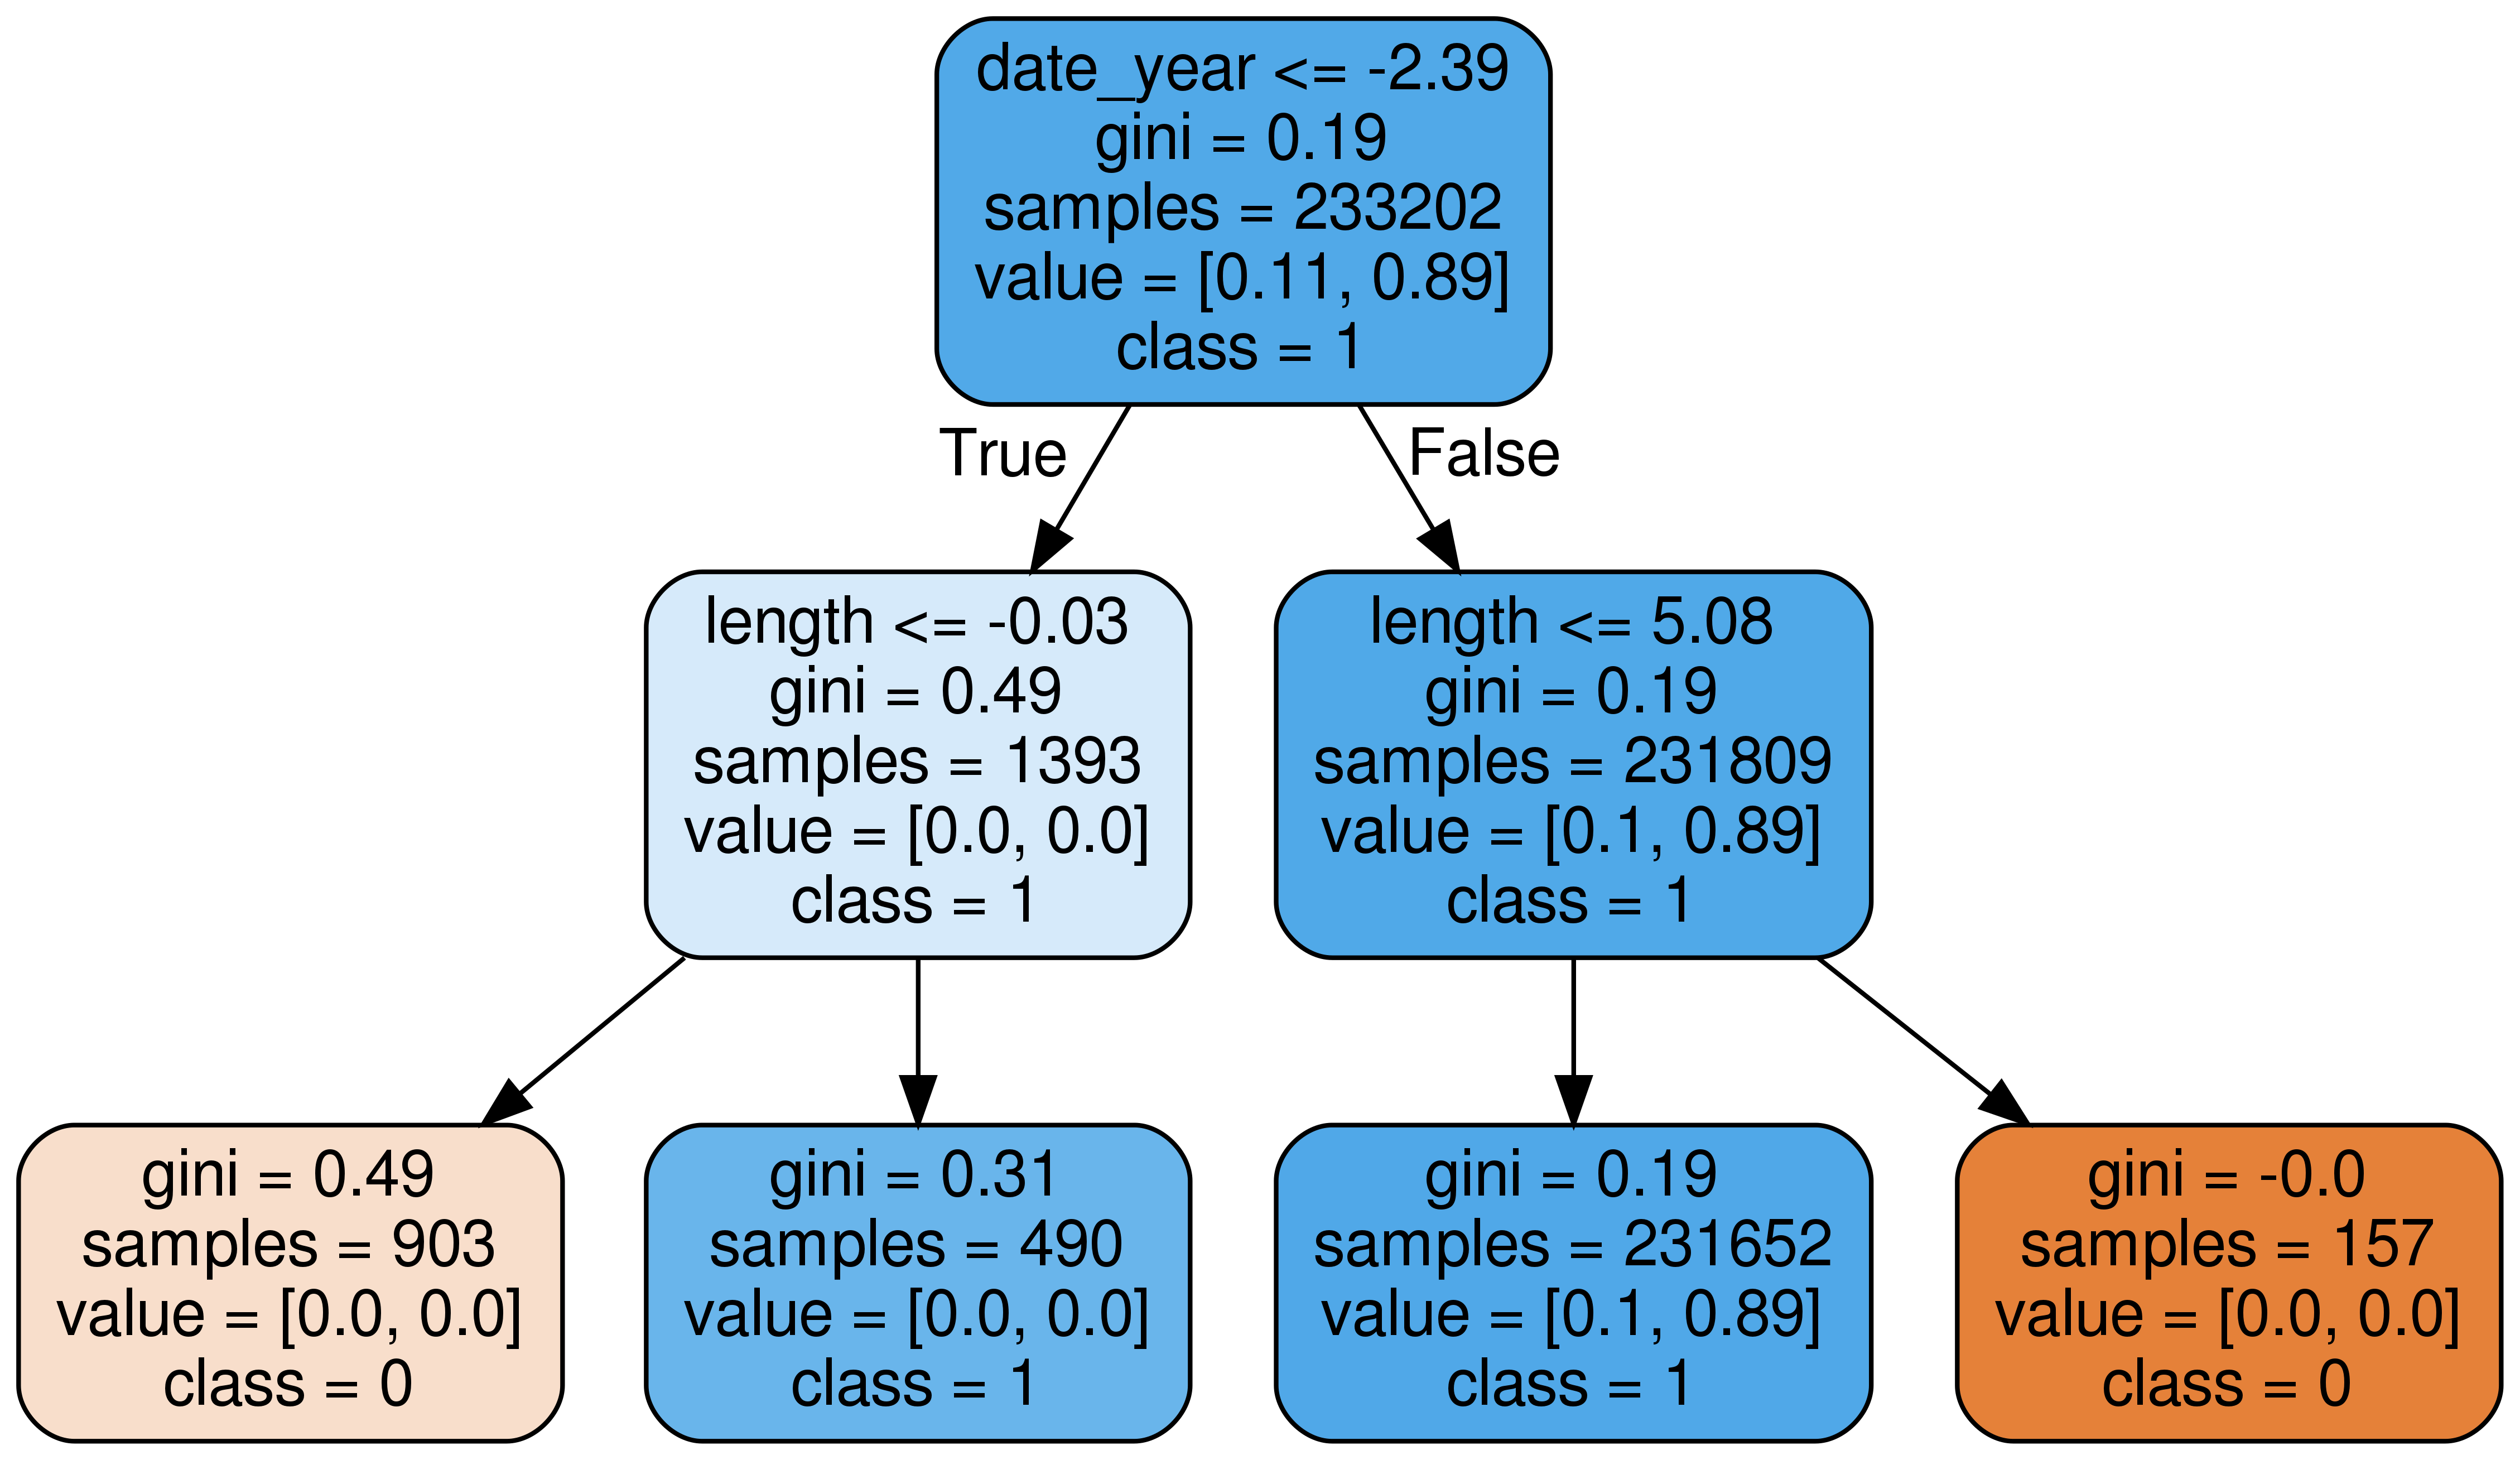 date_year <= -2.39
gini = 0.19
samples = 233202
value = [0.11, 0.89]
class = 1
True
False
length <= -0.03
gini = 0.49
samples = 1393
value = [0.0, 0.0]
class = 1
length <= 5.08
gini = 0.19
samples = 231809
value = [0.1, 0.89]
class = 1
gini = 0.49
samples = 903
value = [0.0, 0.0]
class = 0
gini = 0.31
samples = 490
value = [0.0, 0.0]
class = 1
gini = 0.19
samples = 231652
value = [0.1, 0.89]
class = 1
gini = -0.0
samples = 157
value = [0.0, 0.0]
class = 0